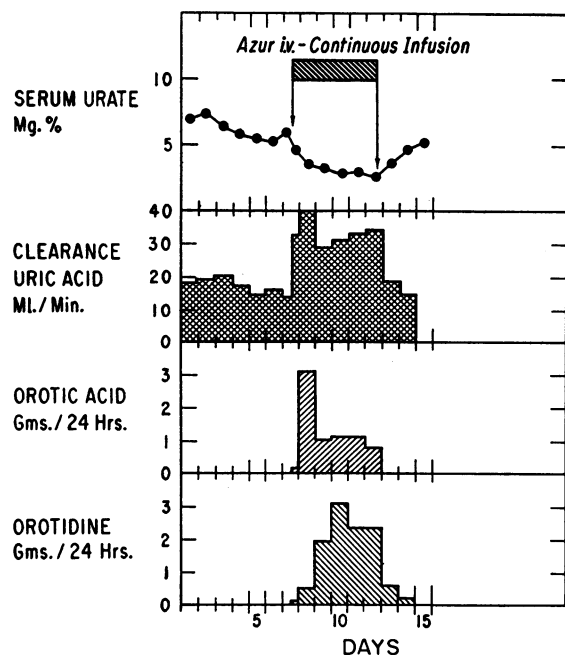 Azur i.v.-Continuous Infusion
10
5
SERUM URATE
Mg. %
40
30
20
10
0
CLEARANCE
URIC ACID
Ml./Min.
3
2
1
0
OROTIC ACID
Gms./24 Hrs.
3
2
1
0
OROTIDINE
Gms./24 Hrs.
5 10 15
DAYS